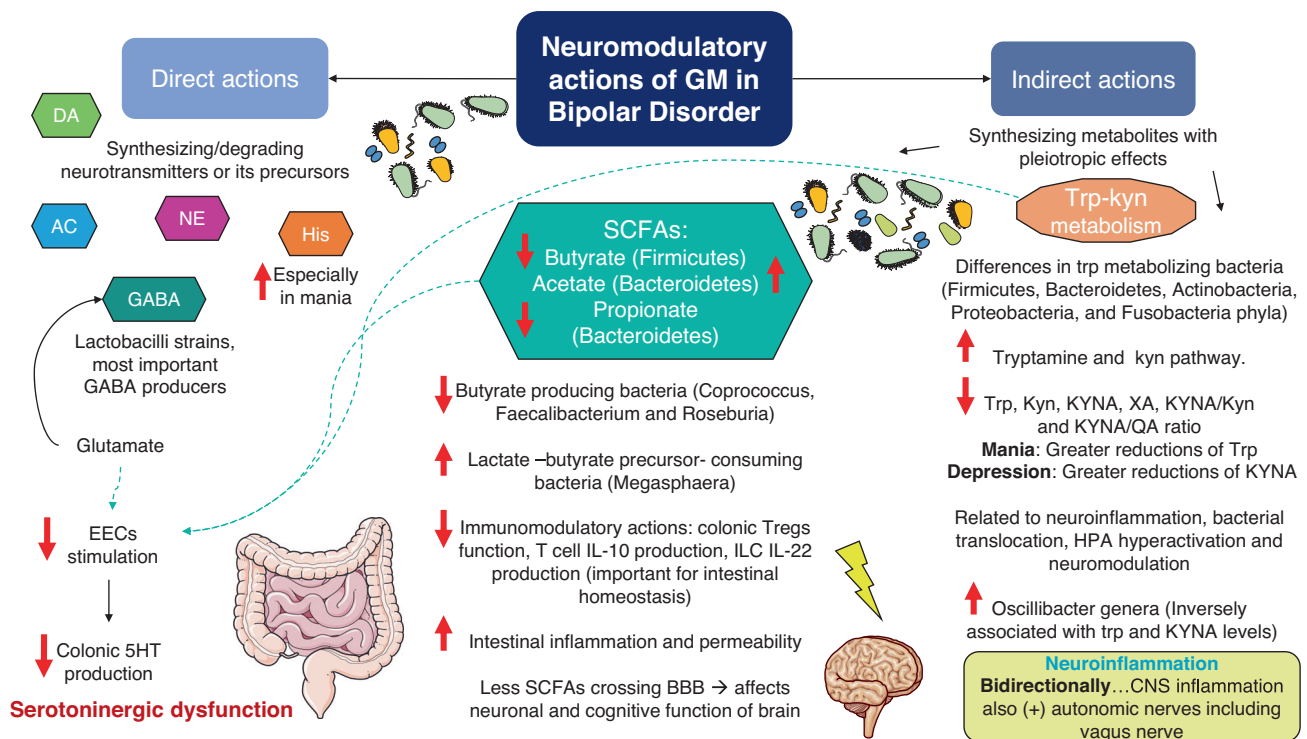 Neuromodulatory
actions of GM in
Bipolar Disorder
Direct actions
DA
Synthesizing/degrading
neurotransmitters or its precursors
AC
NE
His
Especially
in mania
GABA
Lactobacilli strains,
most important
GABA producers
Glutamate
EECs
stimulation
Colonic 5HT
production
Serotoninergic dysfunction
SCFAs:
Butyrate (Firmicutes)
Acetate (Bacteroidetes)
Propionate
(Bacteroidetes)
Butyrate producing bacteria (Coprococcus,
Faecalibacterium and Roseburia)
Lactate –butyrate precursor- consuming
bacteria (Megasphaera)
Immunomodulatory actions: colonic Tregs
function, T cell IL-10 production, ILC IL-22
production (important for intestinal
homeostasis)
Intestinal inflammation and permeability
Less SCFAs crossing BBB → affects
neuronal and cognitive function of brain
Indirect actions
Synthesizing metabolites with
pleiotropic effects
Trp-kyn
metabolism
Differences in trp metabolizing bacteria
(Firmicutes, Bacteroidetes, Actinobacteria,
Proteobacteria, and Fusobacteria phyla)
Tryptamine and kyn pathway.
Trp, Kyn, KYNA, XA, KYNA/Kyn
and KYNA/QA ratio
Mania: Greater reductions of Trp
Depression: Greater reductions of KYNA
Related to neuroinflammation, bacterial
translocation, HPA hyperactivation and
neuromodulation
Oscillibacter genera (Inversely
associated with trp and KYNA levels)
Neuroinflammation
Bidirectionally…CNS inflammation
also (+) autonomic nerves including
vagus nerve